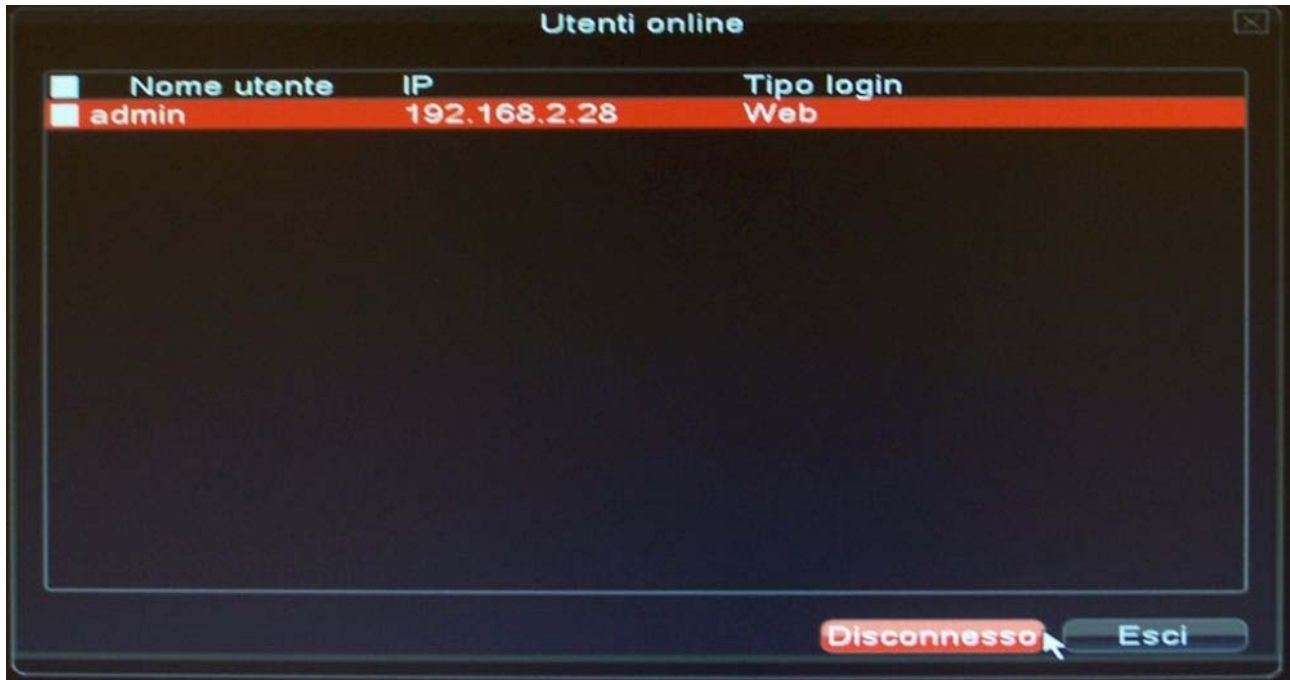 Utenti online
Nome utente IP Tipo login
admin 192.168.2.28 Web
Disconnesso Esci